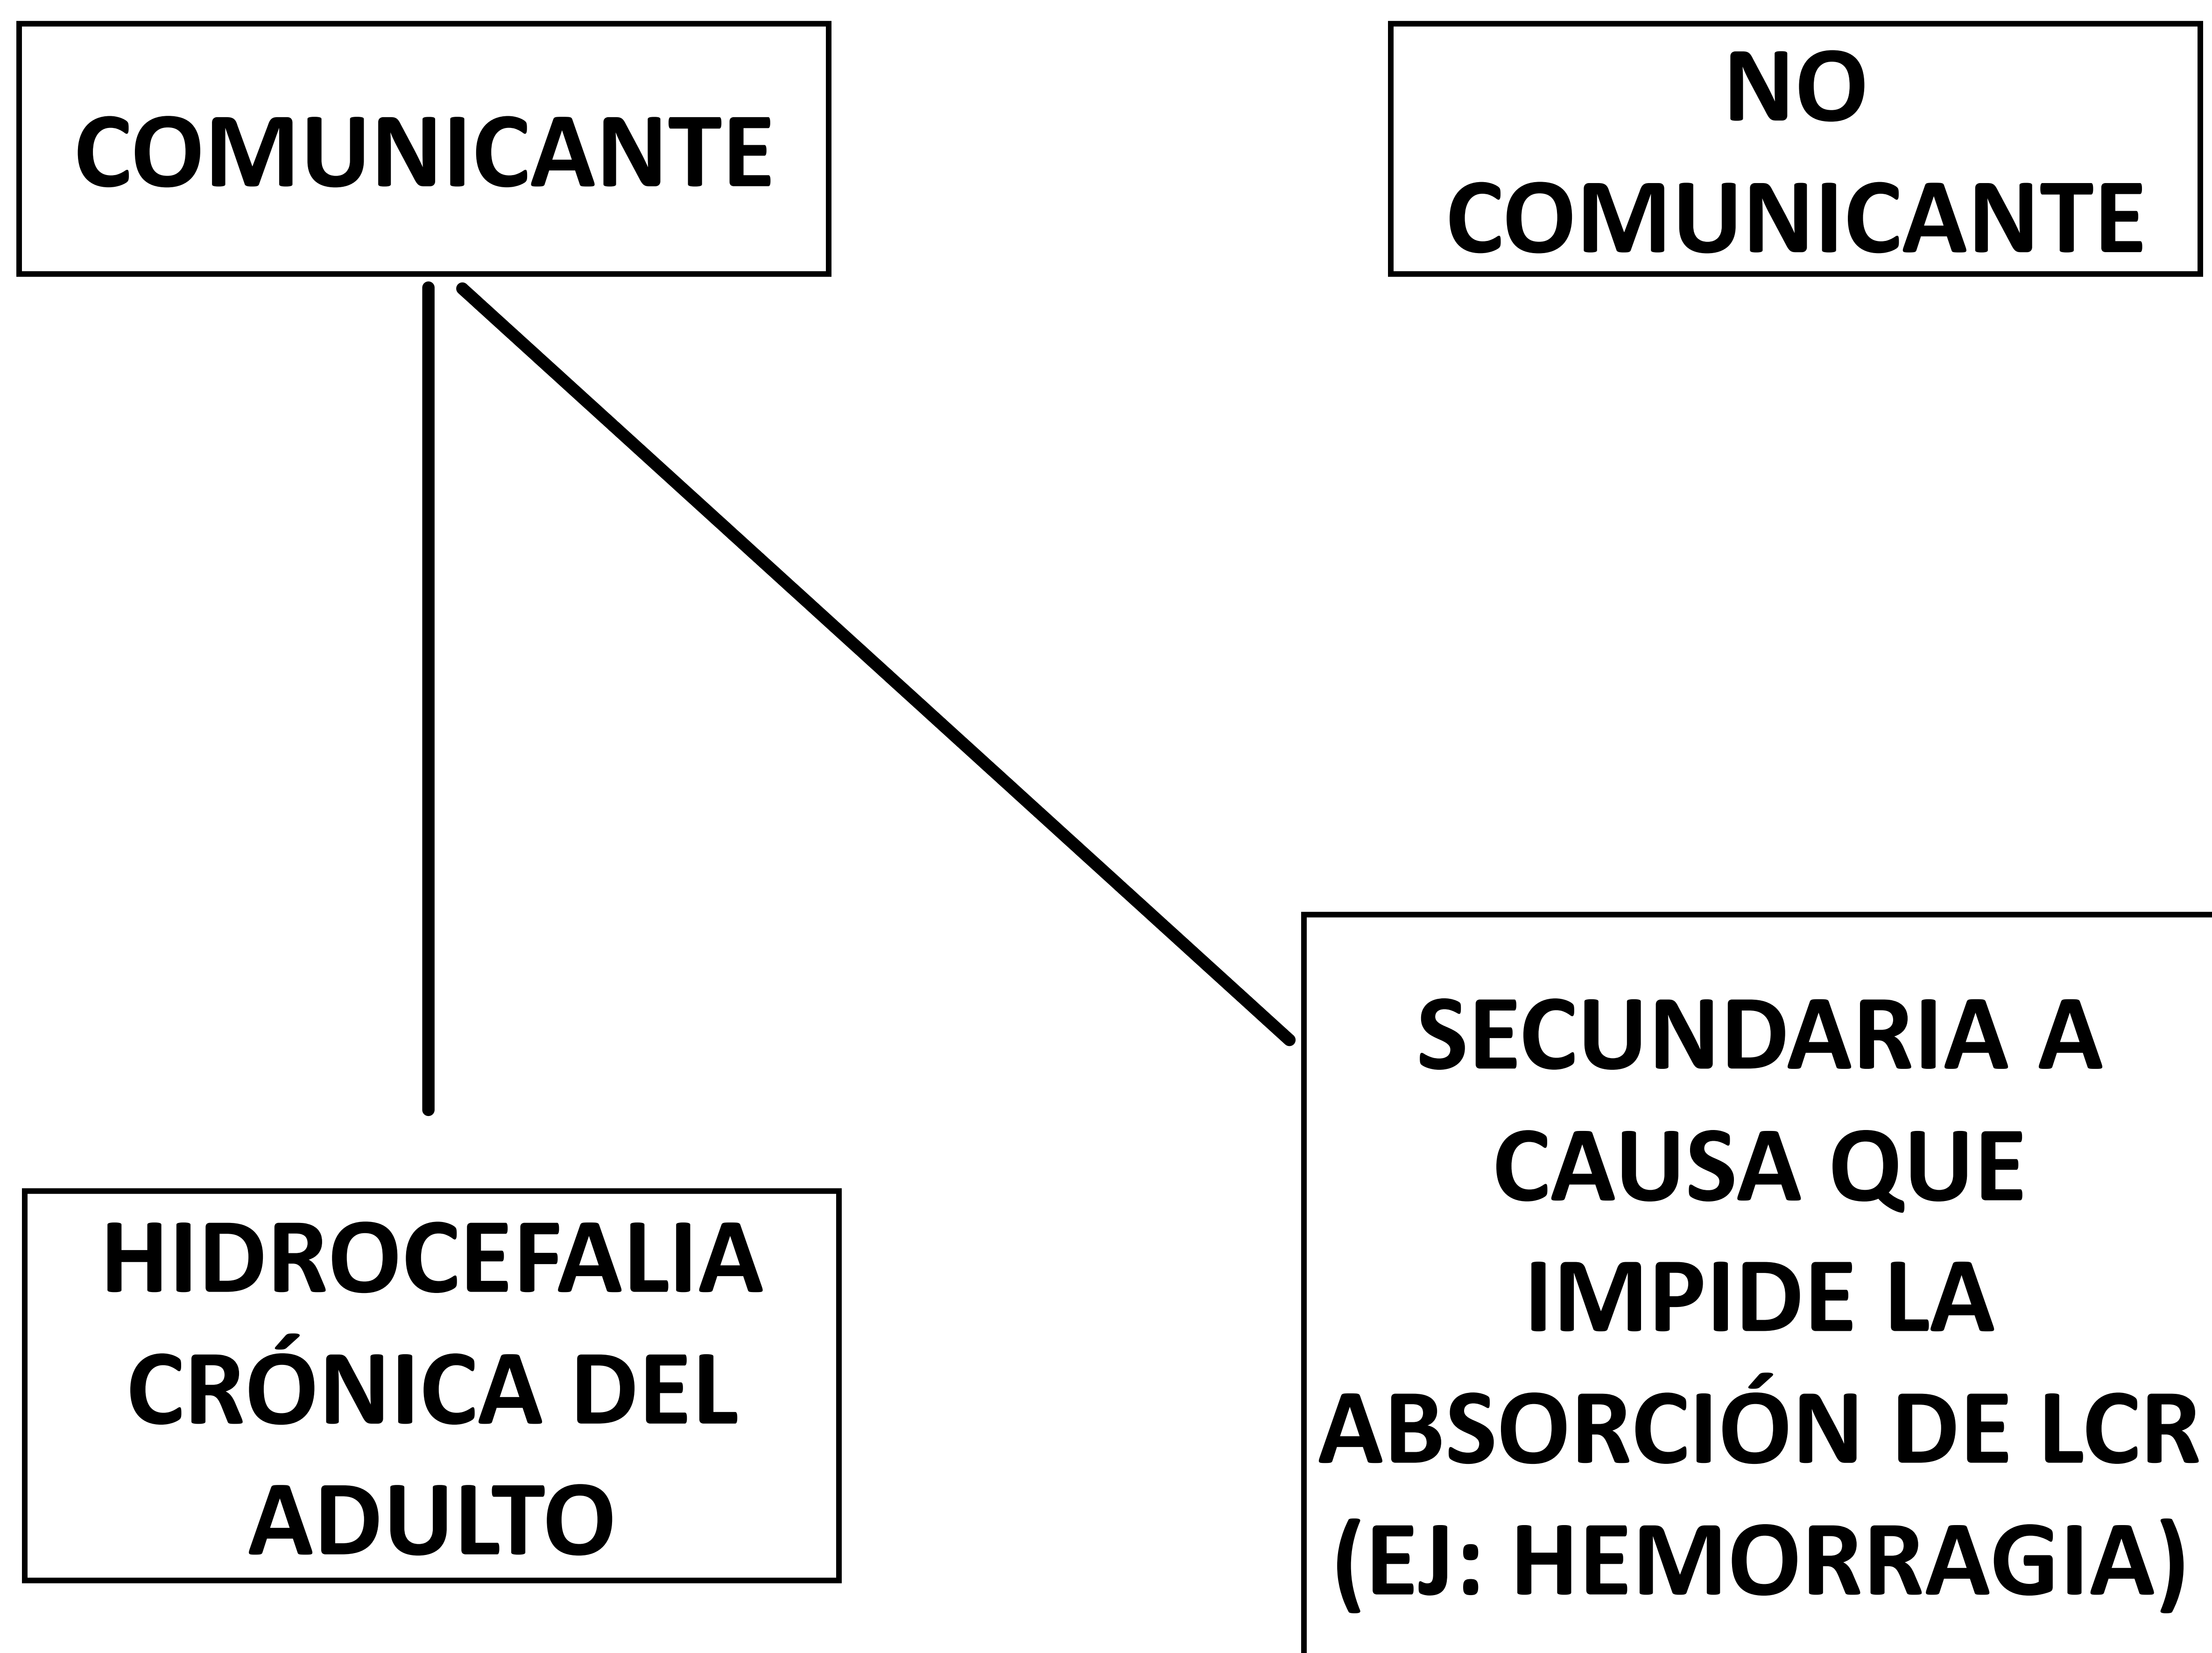 COMUNICANTE
NO
COMUNICANTE
HIDROCEFALIA
CRÓNICA DEL
ADULTO
SECUNDARIA A
CAUSA QUE
IMPIDE LA
ABSORCIÓN DE LCR
(EJ: HEMORRAGIA)